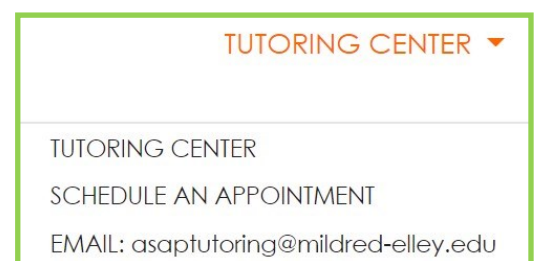 TUTORING CENTER
TUTORING CENTER
SCHEDULE AN APPOINTMENT
EMAIL: asaptutoring@mildred-elley.edu